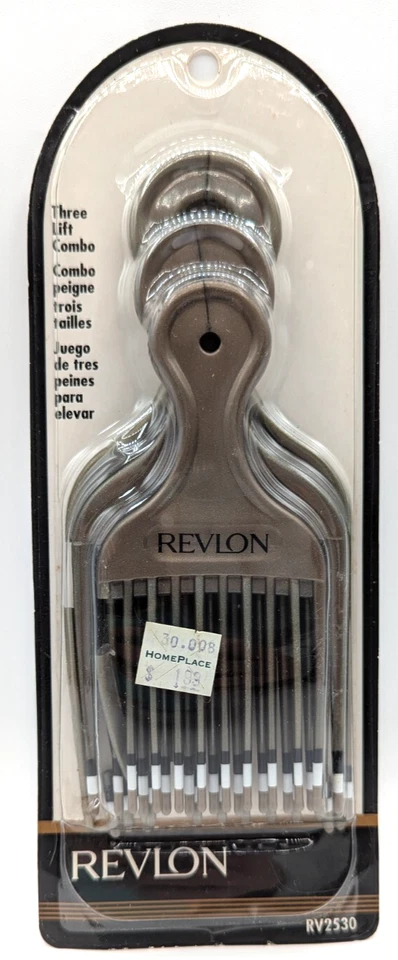 Three
Lift
Combo
Combo
peigne
trois
tailles
Juego
de tres
peines
para
elevar
REVLON
30.008
HOMEPLACE
$ 1.99
REVLON
RV2530